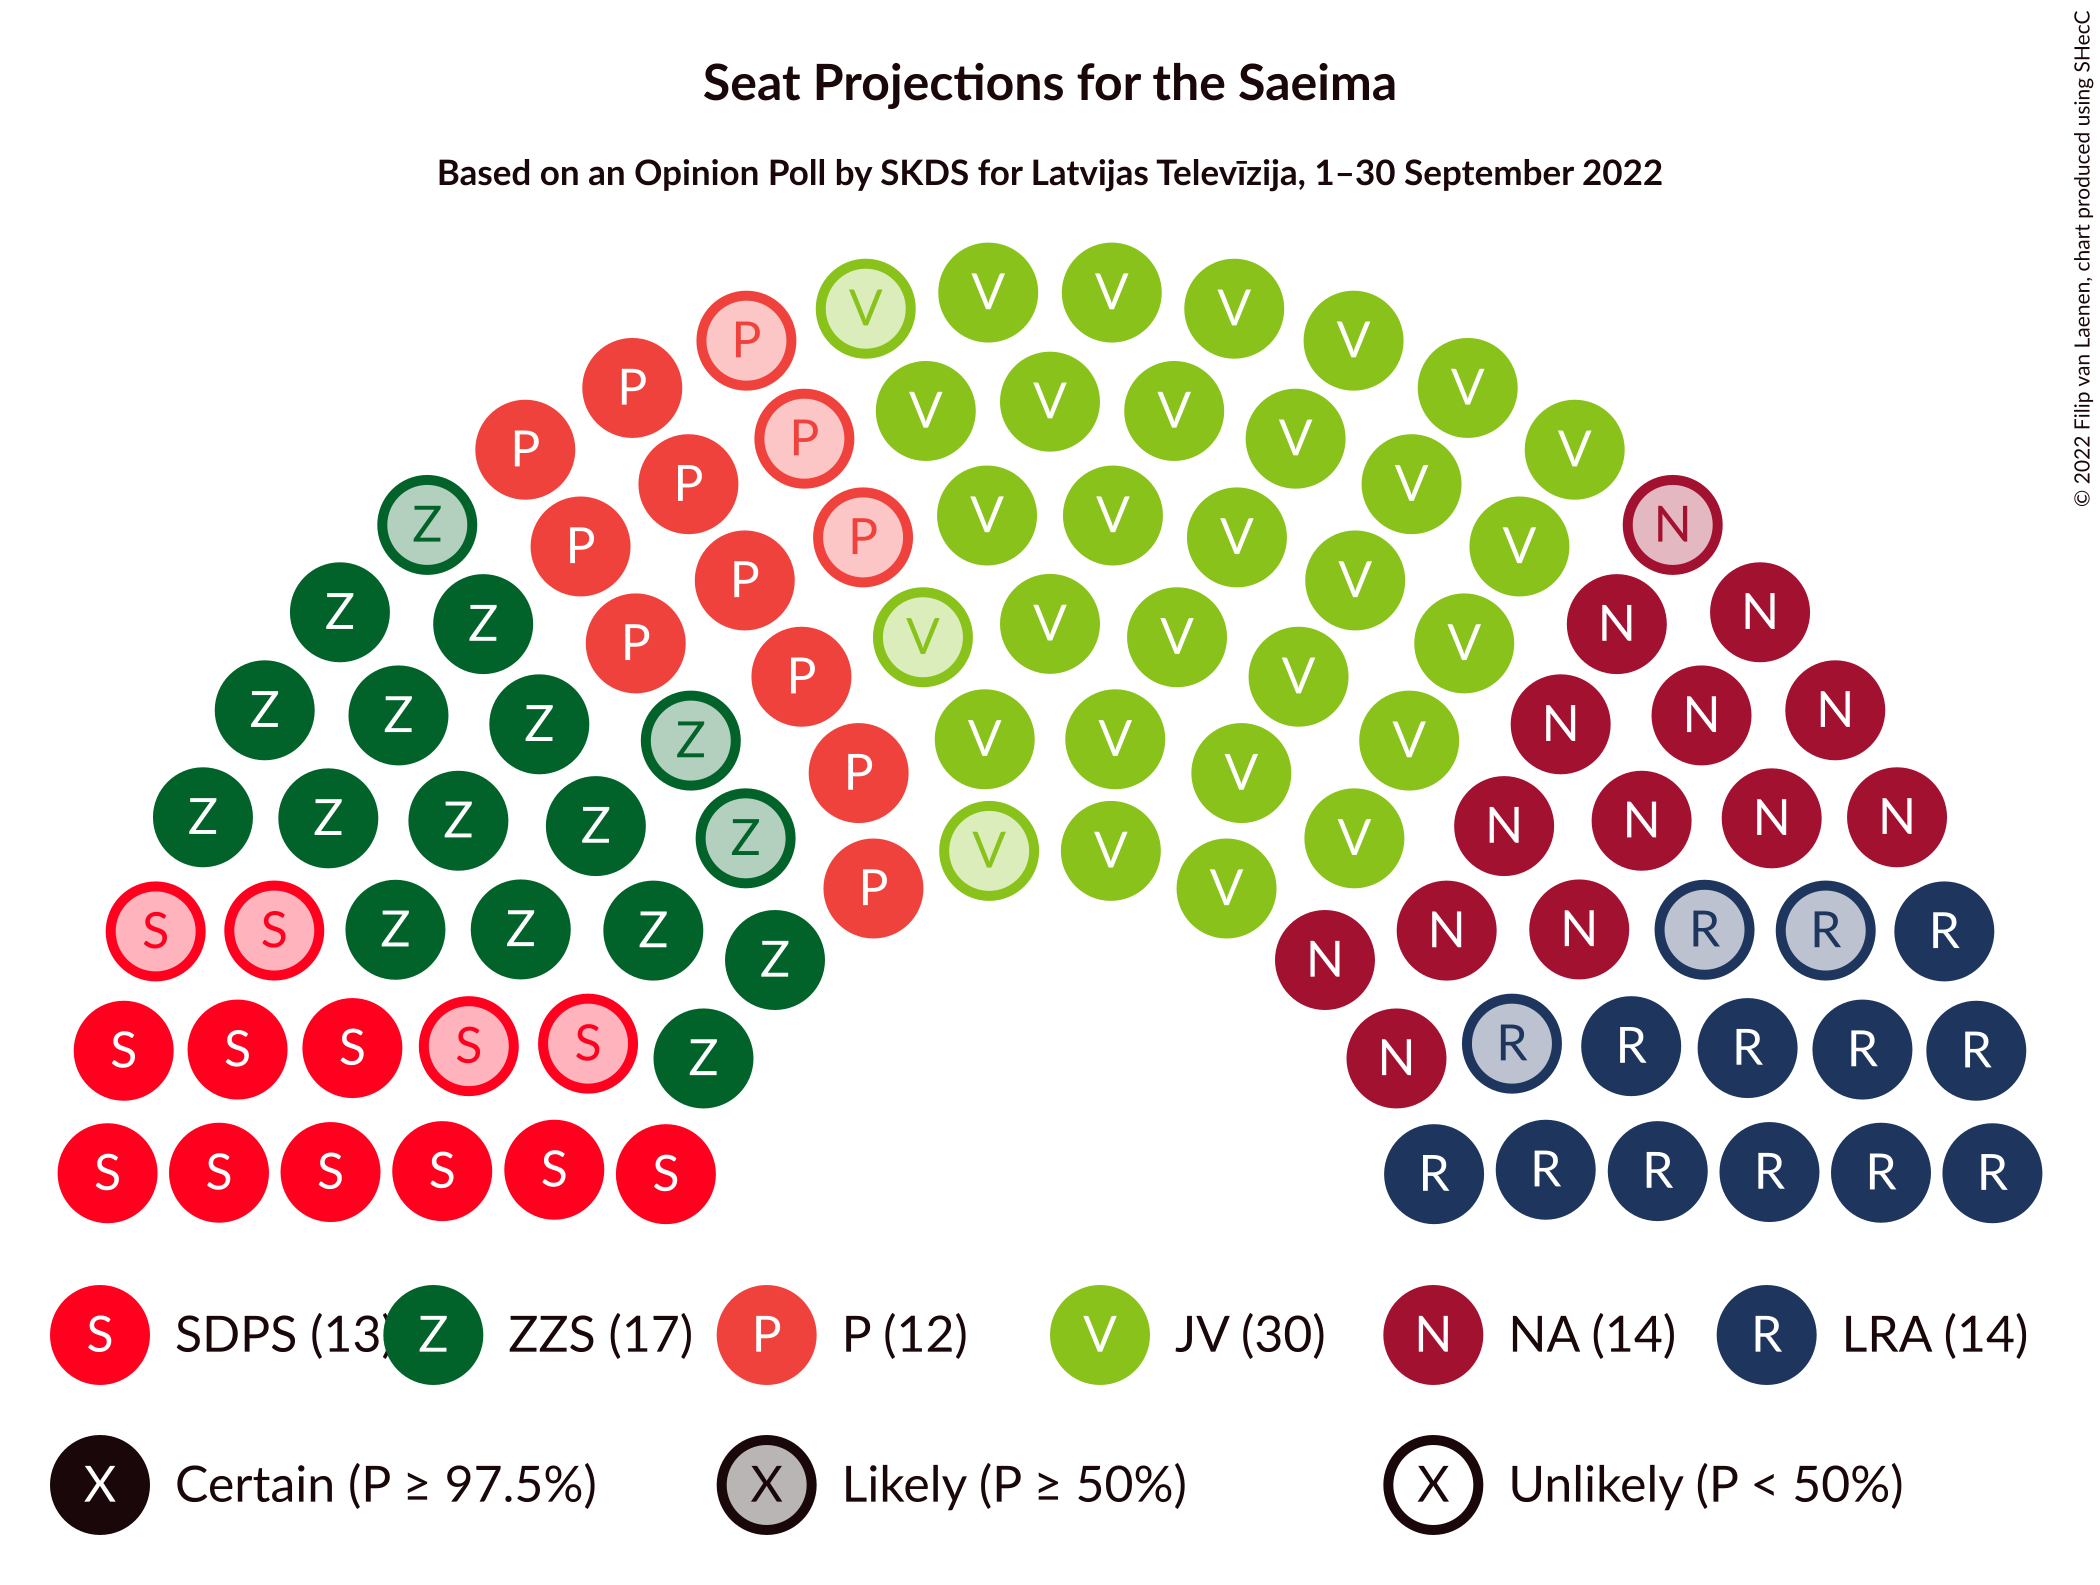 Seat Projections for the Saeima
Based on an Opinion Poll by SKDS for Latvijas Televīzija, 1–30 September 2022
© 2022 Filip van Laenen, chart produced using SHecC
V V V V V V V
P V V V V V V
P P V V V V V
P P P V V V V
Z P P V V V N
Z Z P P V V V V N N
Z Z Z Z P V V V V N N N
Z Z Z Z Z P V V V V N N N N
S S Z Z Z Z P V V V N N N R R R
S S S S S Z N R R R R R
S S S S S S R R R R R R
S SDPS (13) Z ZZS (17) P P (12) V JV (30) N NA (14) R LRA (14)
X Certain (P ≥ 97.5%) X Likely (P ≥ 50%) X Unlikely (P < 50%)